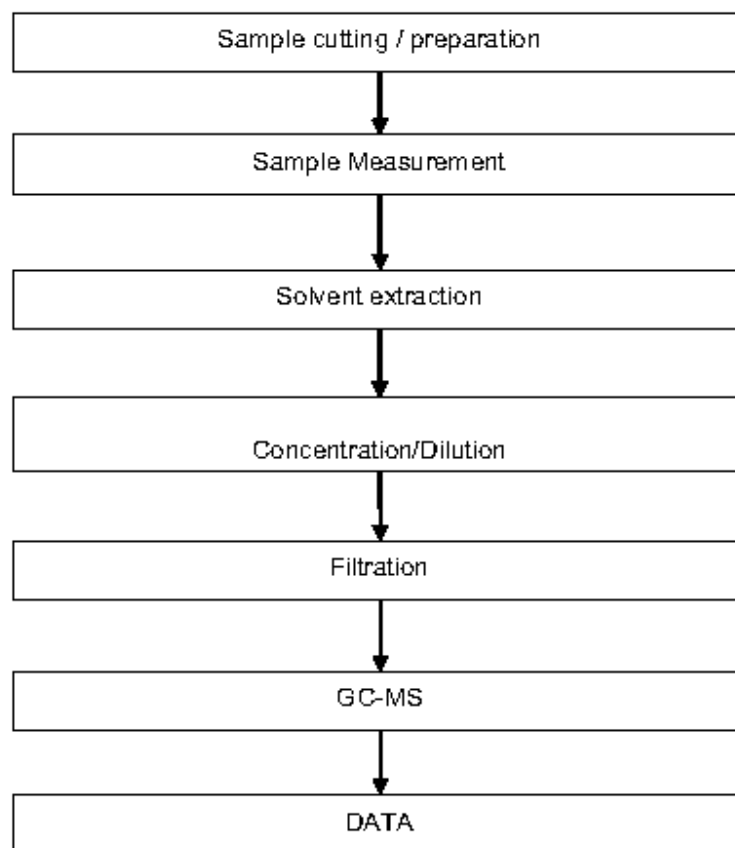 Sample cutting / preparation
Sample Measurement
Solvent extraction
Concentration/Dilution
Filtration
GC-MS
DATA